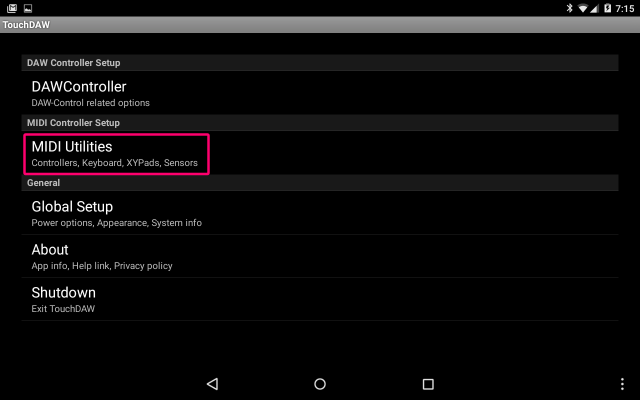 7:15
TouchDAW
DAW Controller Setup
DAWController
DAW-Control related options
MIDI Controller Setup
MIDI Utilities
Controllers, Keyboard, XYPads, Sensors
General
Global Setup
Power options, Appearance, System info
About
App info, Help link, Privacy policy
Shutdown
Exit TouchDAW